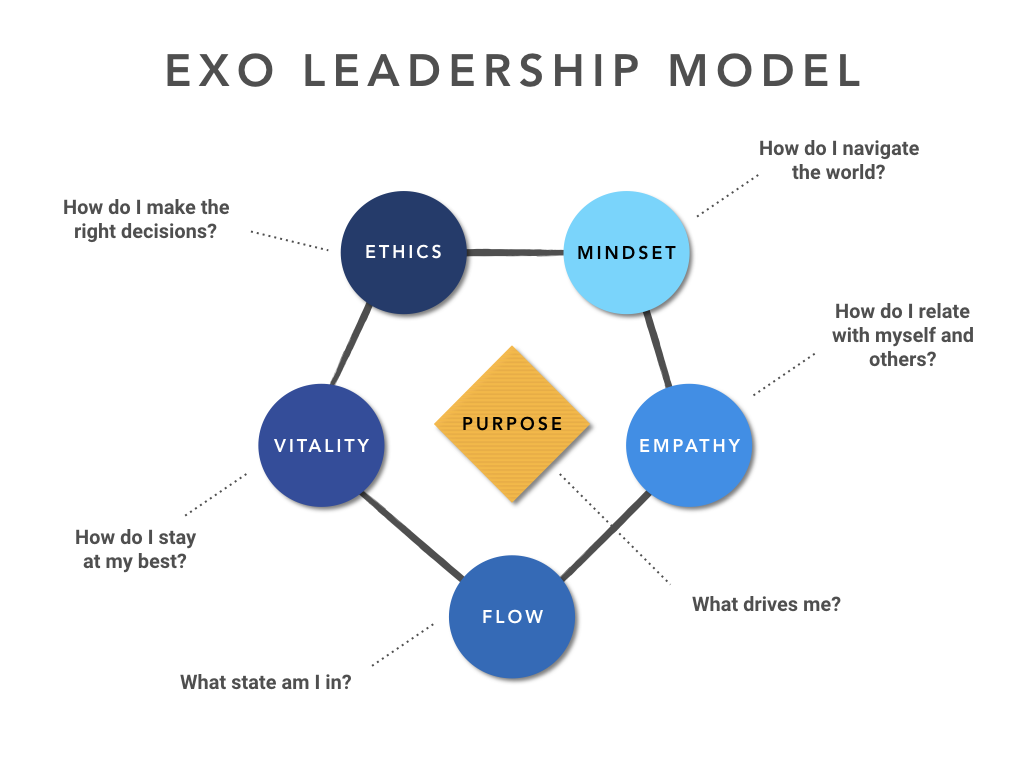 EXO LEADERSHIP MODEL
How do I navigate
the world?
How do I make the
right decisions?
ETHICS
MINDSET
How do I relate
with myself and
others?
PURPOSE
VITALITY
EMPATHY
How do I stay
at my best?
What drives me?
FLOW
What state am I in?